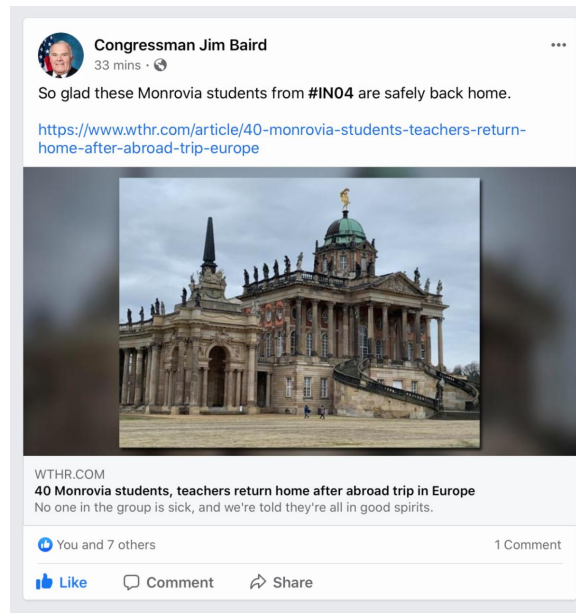 Congressman Jim Baird
33 mins ·
So glad these Monrovia students from #IN04 are safely back home.
https://www.wthr.com/article/40-monrovia-students-teachers-return-
home-after-abroad-trip-europe
WTHR.COM
40 Monrovia students, teachers return home after abroad trip in Europe
No one in the group is sick, and we're told they're all in good spirits.
You and 7 others 1 Comment
Like Comment Share